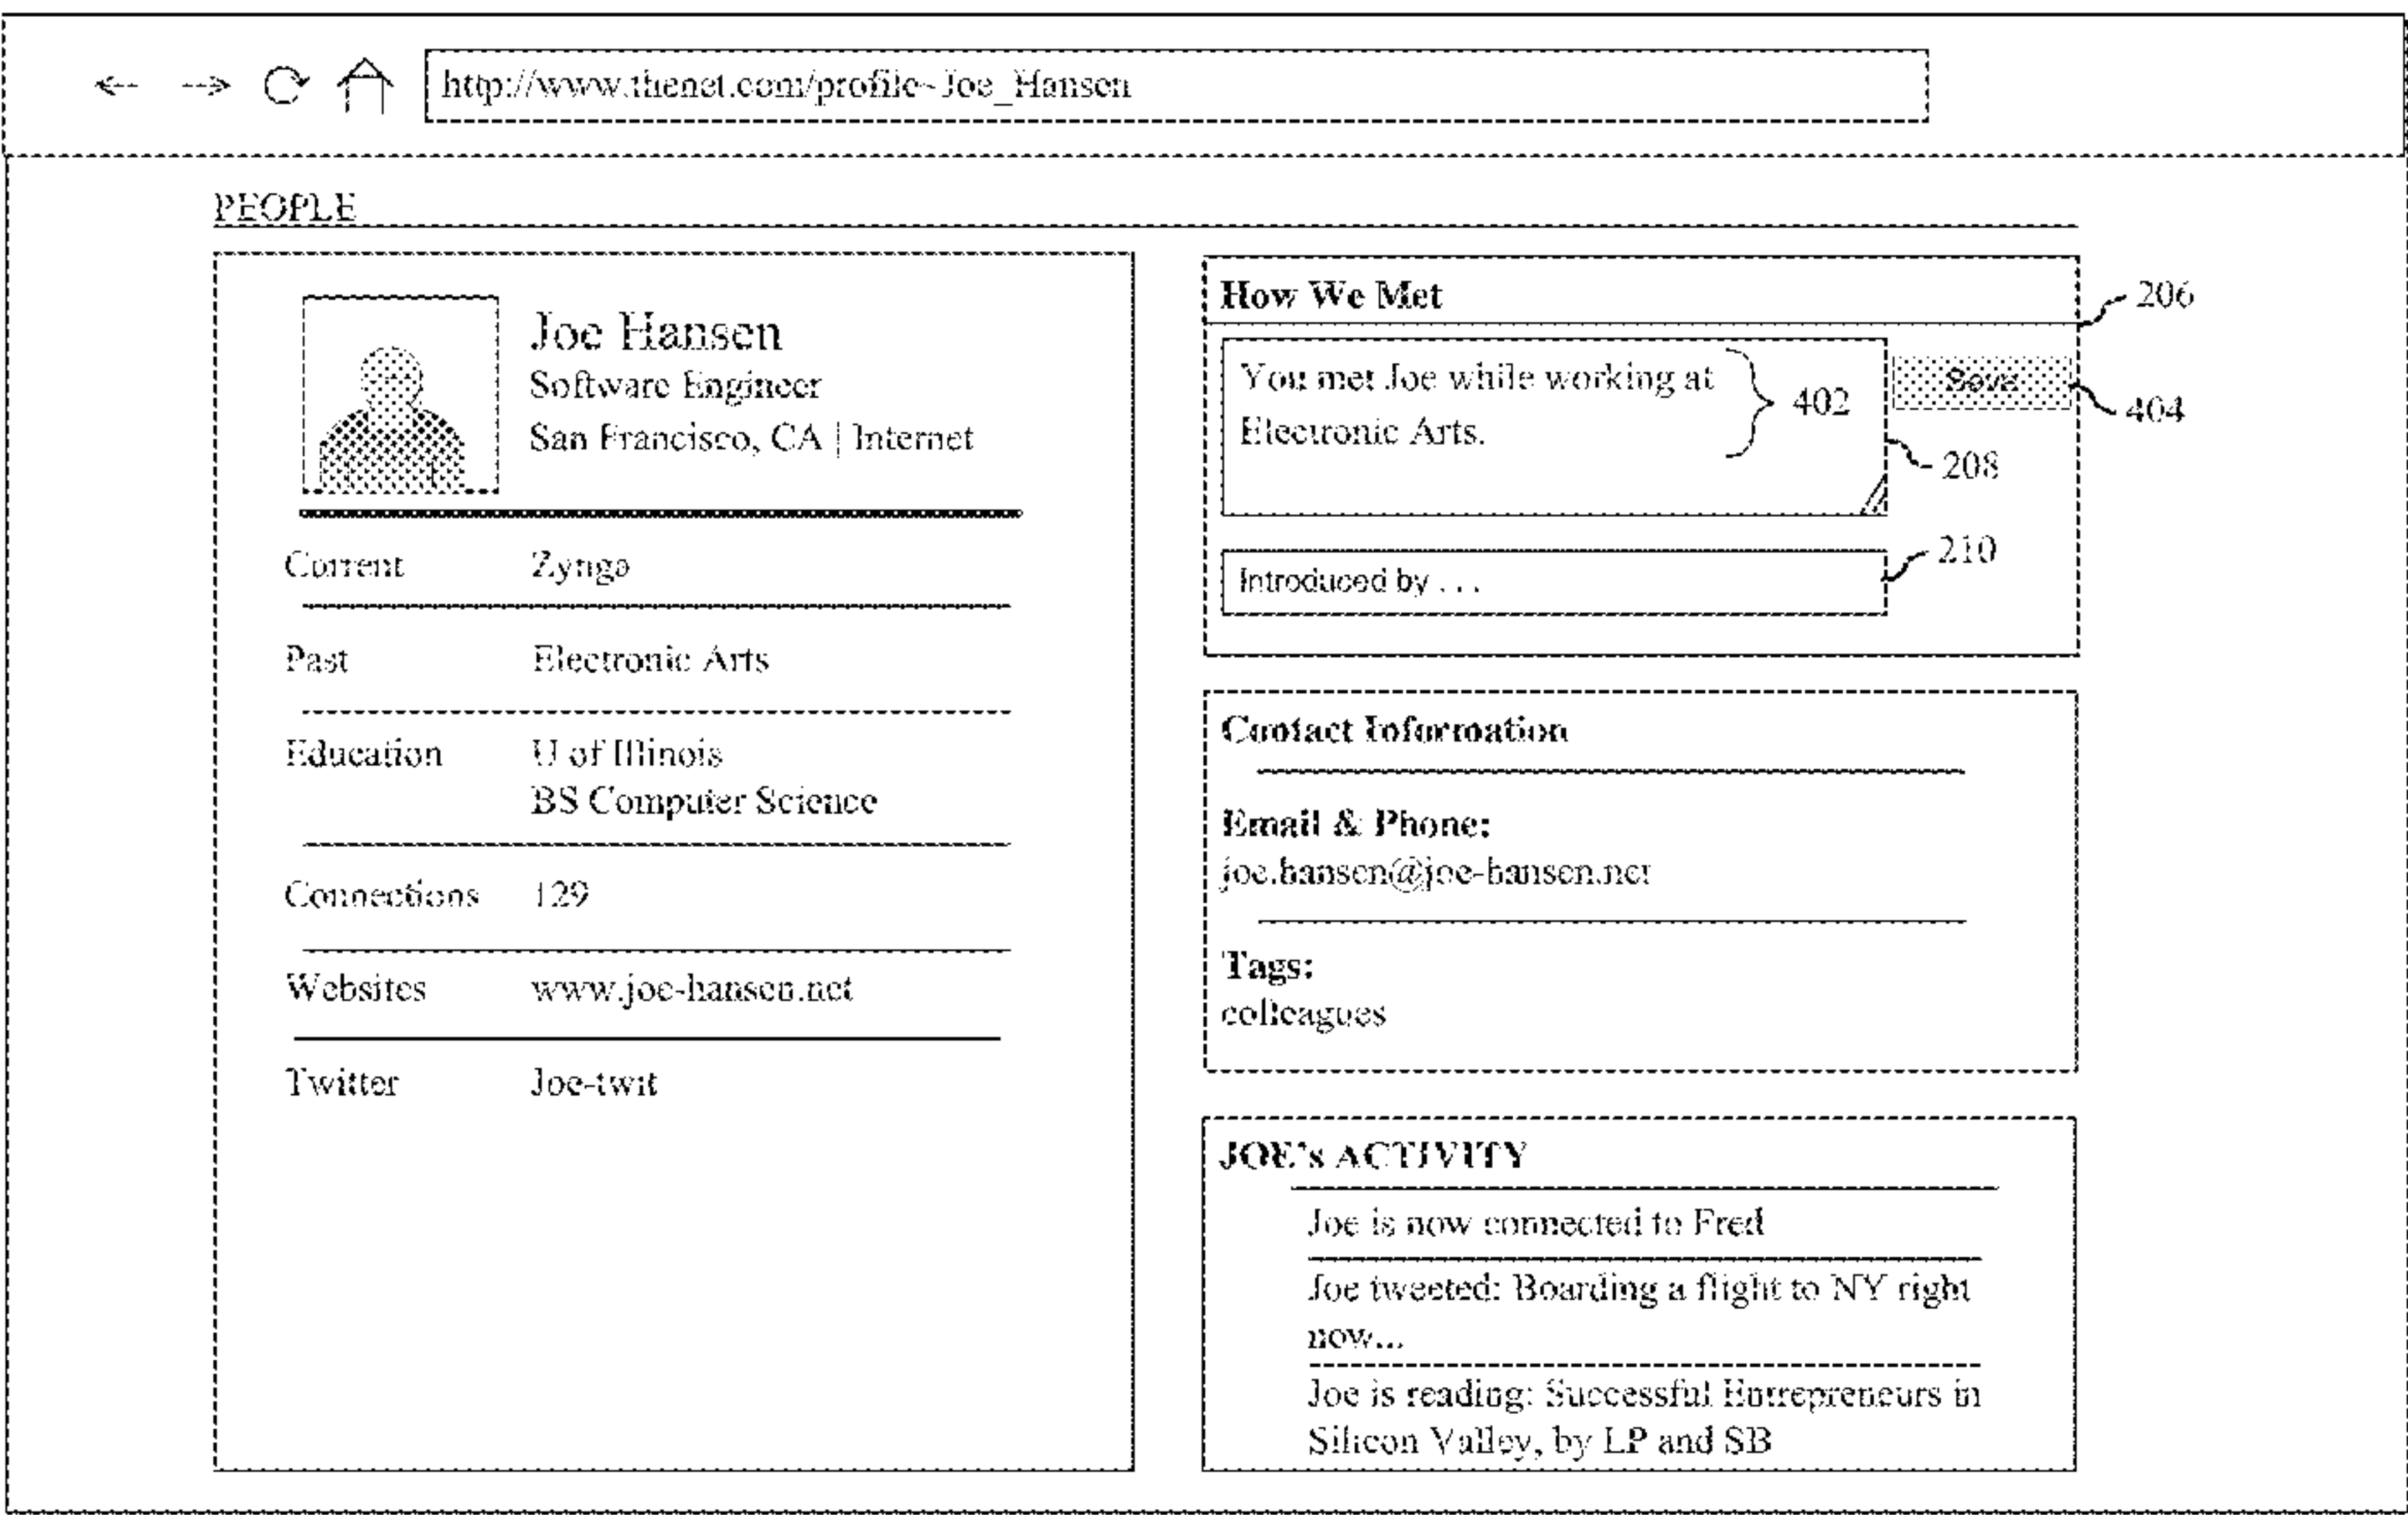 http://www.thenet.com/profile~Joe_Hansen
PEOPLE
Joe Hansen
Software Engineer
San Francisco, CA | Internet
Current Zynga
Past Electronic Arts
Education U of Illinois
BS Computer Science
Connections 129
Websites www.joe-hansen.net
Twitter Joe-twit
How We Met
206
You met Joe while working at
Electronic Arts.
402
Save
404
208
Introduced by . . .
210
Contact Information
Email & Phone:
joe.hansen@joe-hansen.net
Tags:
colleagues
JOE's ACTIVITY
Joe is now connected to Fred
Joe tweeted: Boarding a flight to NY right
now...
Joe is reading: Successful Entrepreneurs in
Silicon Valley, by LP and SB